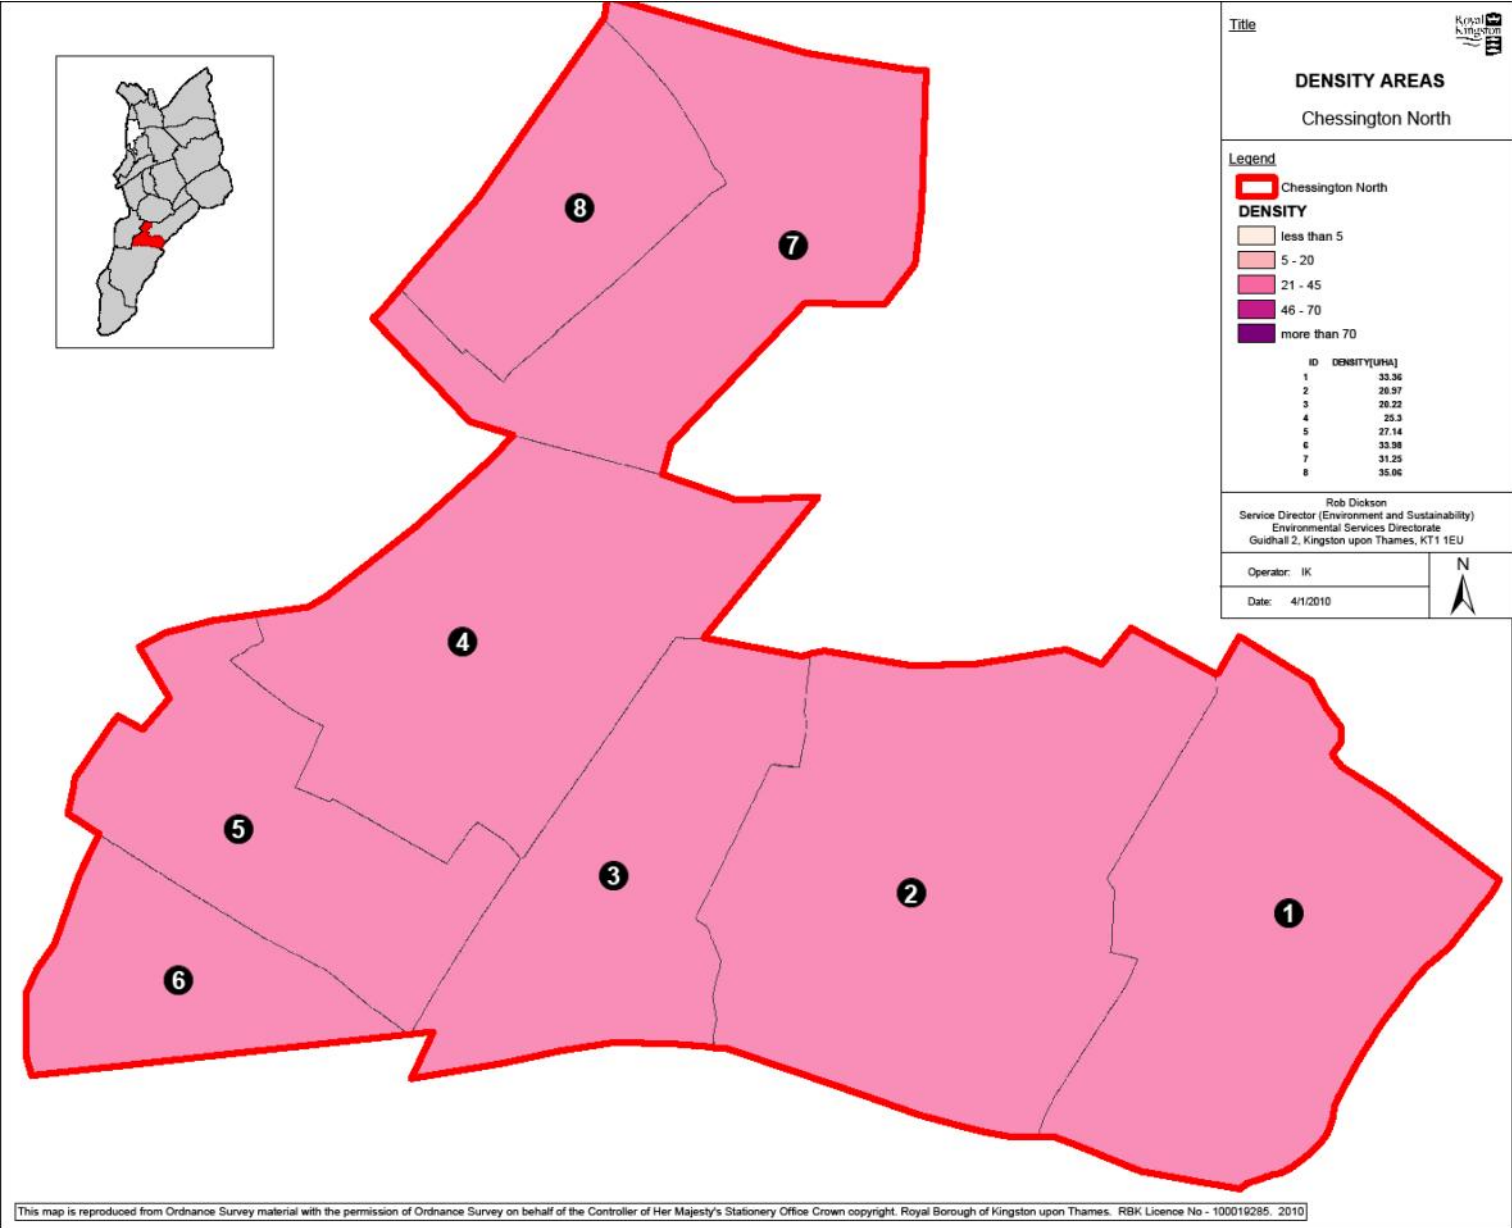 Title
Royal
Kingston
DENSITY AREAS
Chessington North
Legend
Chessington North
DENSITY
less than 5
5 - 20
21 - 45
46 - 70
more than 70
ID DENSITY[U/HA]
1 33.36
2 20.97
3 20.22
4 25.3
5 27.14
6 33.98
7 31.25
8 35.06
Rob Dickson
Service Director (Environment and Sustainability)
Environmental Services Directorate
Guidhall 2, Kingston upon Thames, KT1 1EU
Operator: IK
N
Date: 4/1/2010
8
7
4
5
3
2
1
6
This map is reproduced from Ordnance Survey material with the permission of Ordnance Survey on behalf of the Controller of Her Majesty's Stationery Office Crown copyright. Royal Borough of Kingston upon Thames. RBK Licence No - 100019285. 2010